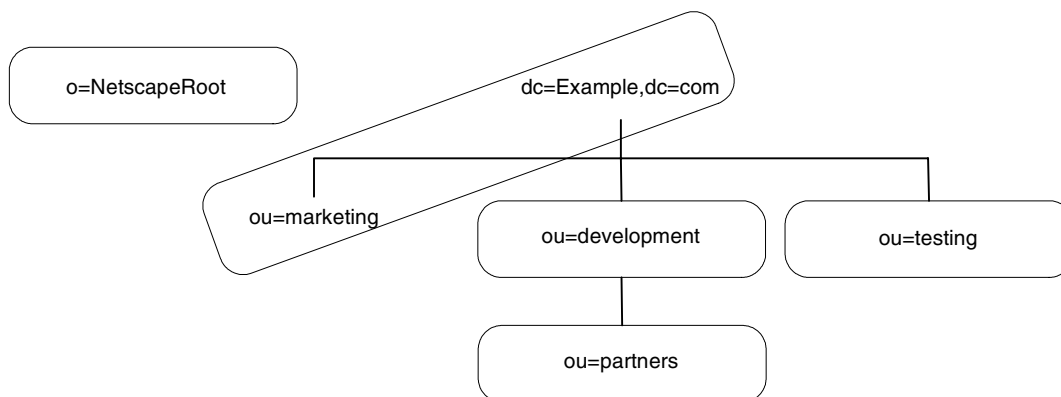 o=NetscapeRoot
dc=Example,dc=com
ou=marketing
ou=development
ou=testing
ou=partners